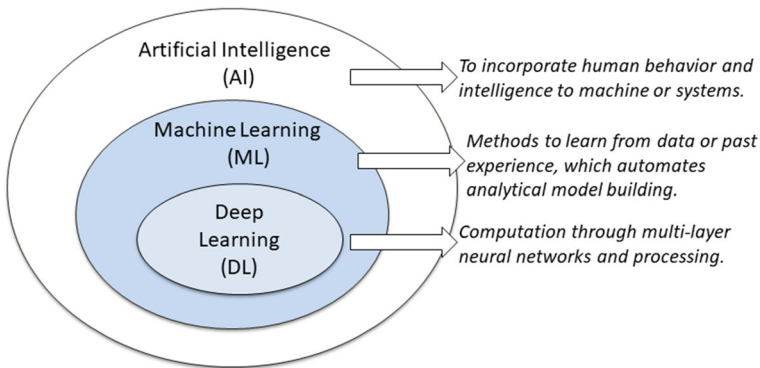 Artificial Intelligence
(AI)
To incorporate human behavior and
intelligence to machine or systems.
Machine Learning
(ML)
Methods to learn from data or past
experience, which automates
analytical model building.
Deep
Learning
(DL)
Computation through multi-layer
neural networks and processing.